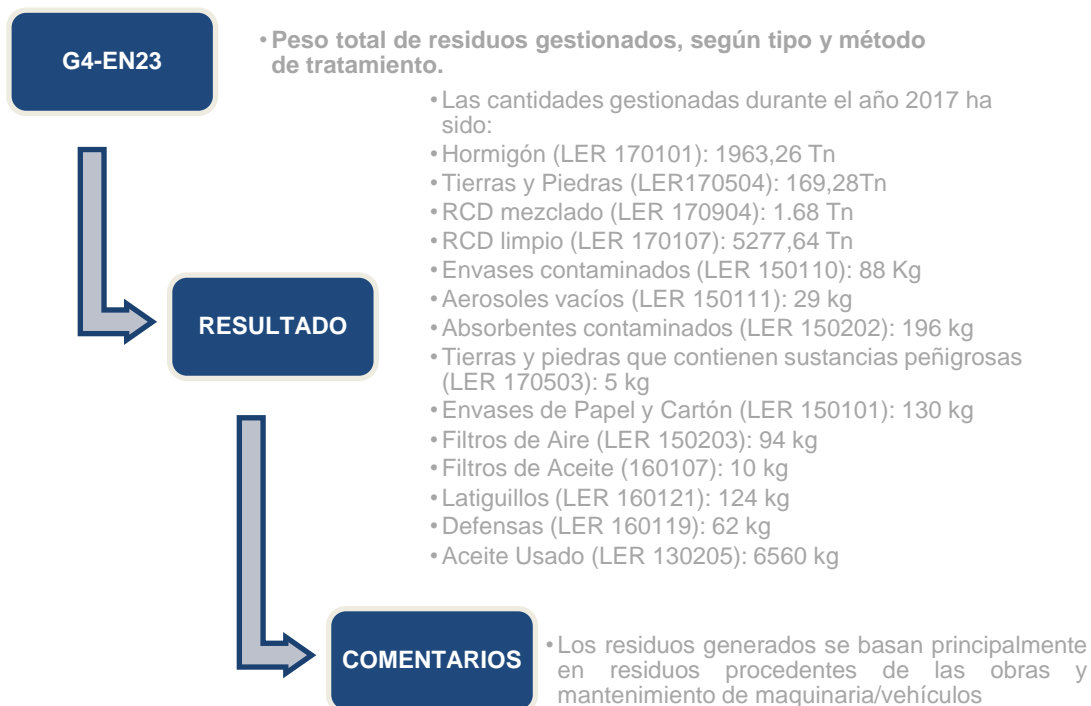 G4-EN23
• Peso total de residuos gestionados, según tipo y método
de tratamiento.
• Las cantidades gestionadas durante el año 2017 ha
sido:
• Hormigón (LER 170101): 1963,26 Tn
• Tierras y Piedras (LER170504): 169,28Tn
• RCD mezclado (LER 170904): 1.68 Tn
• RCD limpio (LER 170107): 5277,64 Tn
• Envases contaminados (LER 150110): 88 Kg
• Aerosoles vacíos (LER 150111): 29 kg
• Absorbentes contaminados (LER 150202): 196 kg
• Tierras y piedras que contienen sustancias peñigrosas
(LER 170503): 5 kg
• Envases de Papel y Cartón (LER 150101): 130 kg
• Filtros de Aire (LER 150203): 94 kg
• Filtros de Aceite (160107): 10 kg
• Latiguillos (LER 160121): 124 kg
• Defensas (LER 160119): 62 kg
• Aceite Usado (LER 130205): 6560 kg
RESULTADO
COMENTARIOS
• Los residuos generados se basan principalmente
en residuos procedentes de las obras y
mantenimiento de maquinaria/vehículos